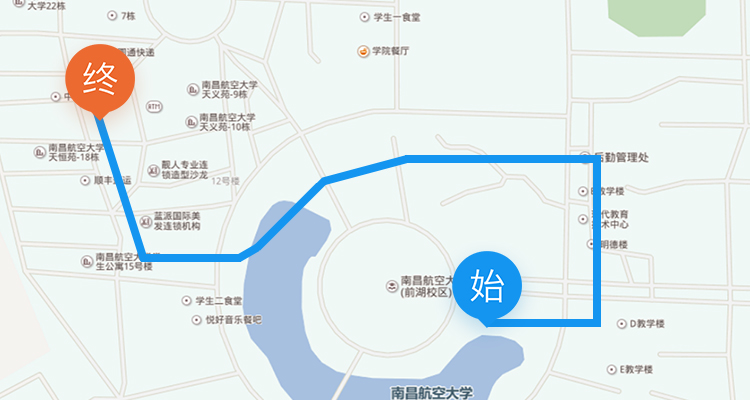 大学22栋
7栋
学生一食堂
圆通快递
学院餐厅
终
南昌航空大学
天义苑-9栋
ATM
南昌航空大学
天义苑-10栋
南昌航空大学
天恒苑-18栋
后勤管理处
靓人专业连
锁造型沙龙
顺丰
运
12号楼
教学楼
蓝派国际美
发连锁机构
代教育
术中心
明德楼
南昌航空大
生公寓15号楼
南昌航空大
(前湖校区)
始
学生二食堂
悦好音乐餐吧
D教学楼
E教学楼
南昌航空大学